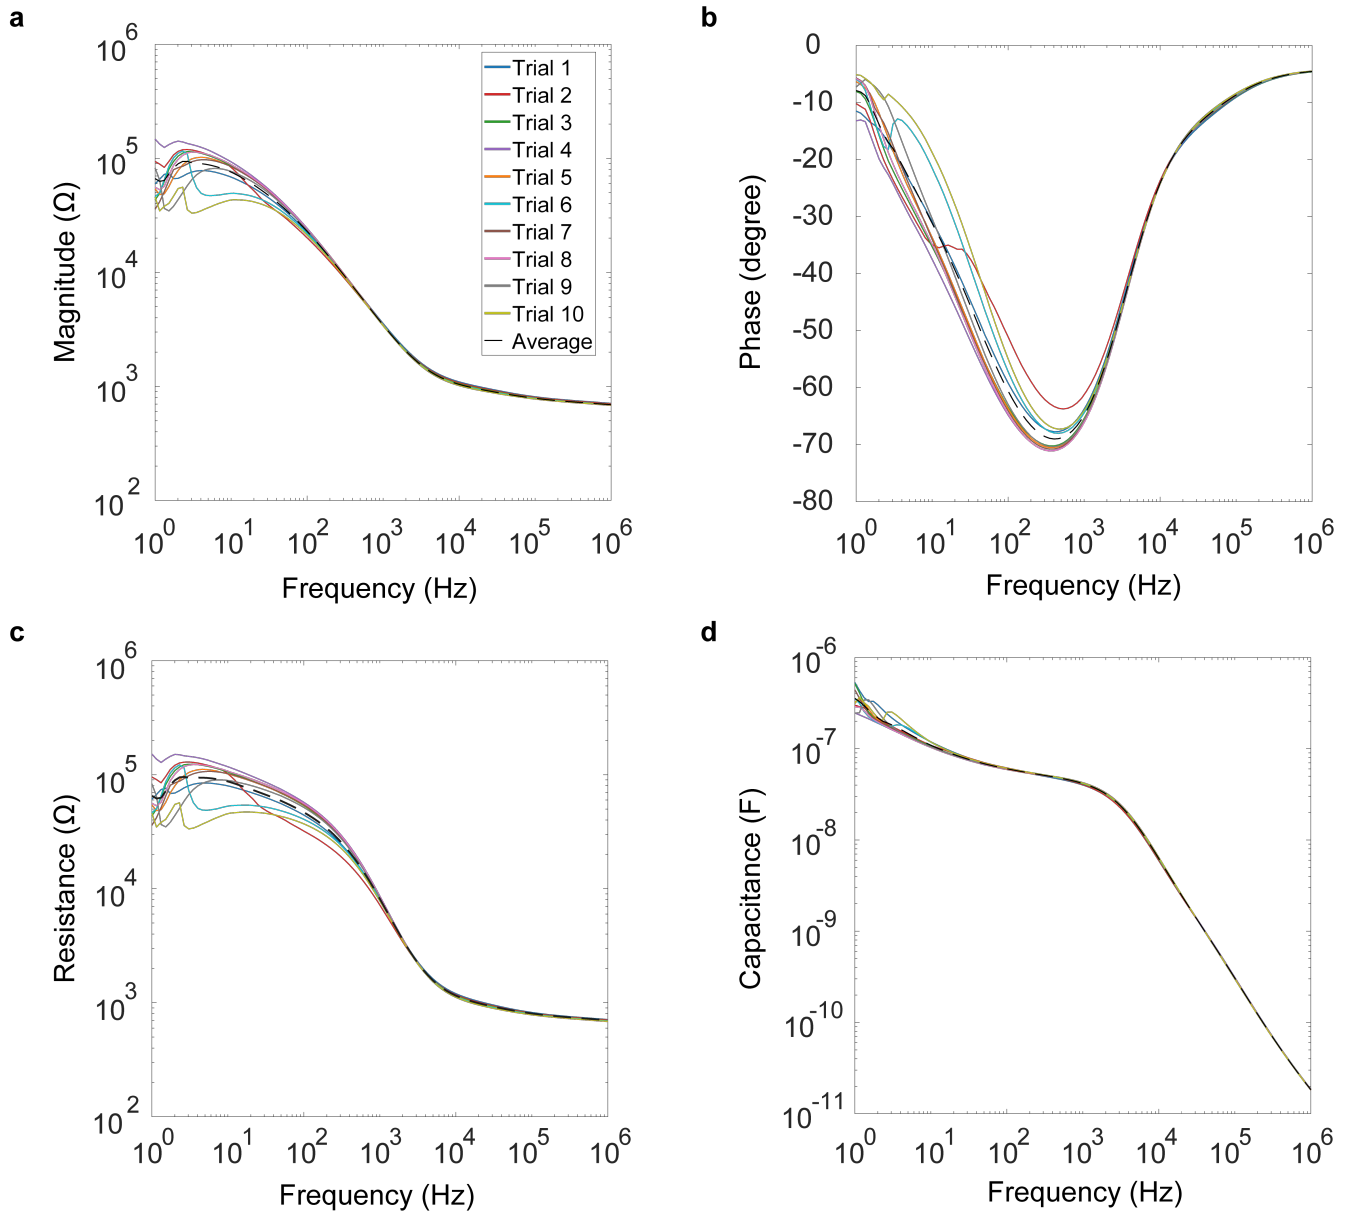 a
10^6
10^5
10^4
10^3
10^2
Magnitude (Ω)
Trial 1
Trial 2
Trial 3
Trial 4
Trial 5
Trial 6
Trial 7
Trial 8
Trial 9
Trial 10
Average
10^0 10^1 10^2 10^3 10^4 10^5 10^6
Frequency (Hz)
b
0
-10
-20
-30
-40
-50
-60
-70
-80
Phase (degree)
10^0 10^1 10^2 10^3 10^4 10^5 10^6
Frequency (Hz)
c
10^6
10^5
10^4
10^3
10^2
Resistance (Ω)
10^0 10^1 10^2 10^3 10^4 10^5 10^6
Frequency (Hz)
d
10^-6
10^-7
10^-8
10^-9
10^-10
10^-11
Capacitance (F)
10^0 10^1 10^2 10^3 10^4 10^5 10^6
Frequency (Hz)